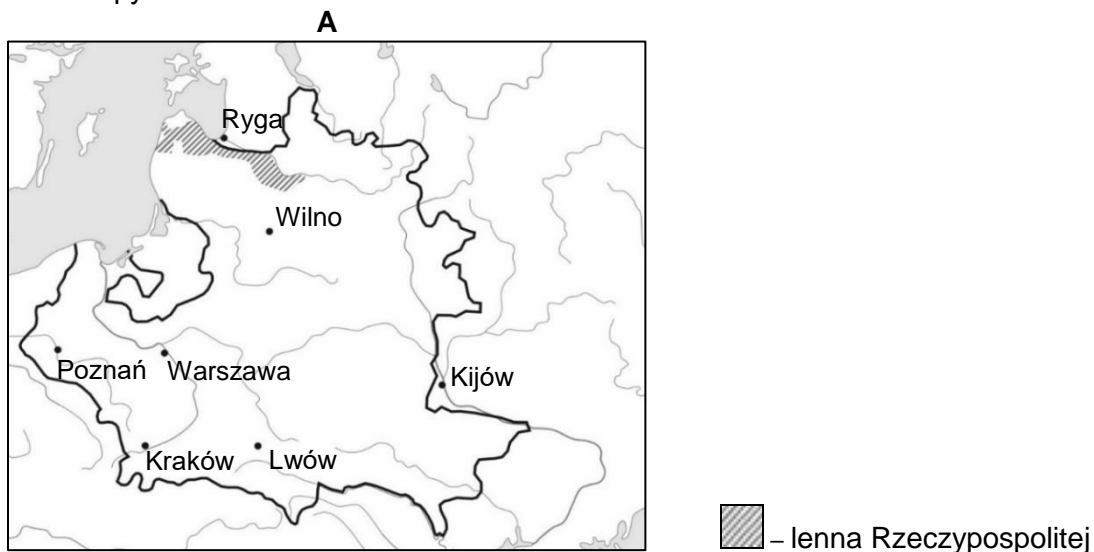 A
Ryga
Wilno
Poznań
Warszawa
Kijów
Kraków
Lwów
– lenna Rzeczypospolitej